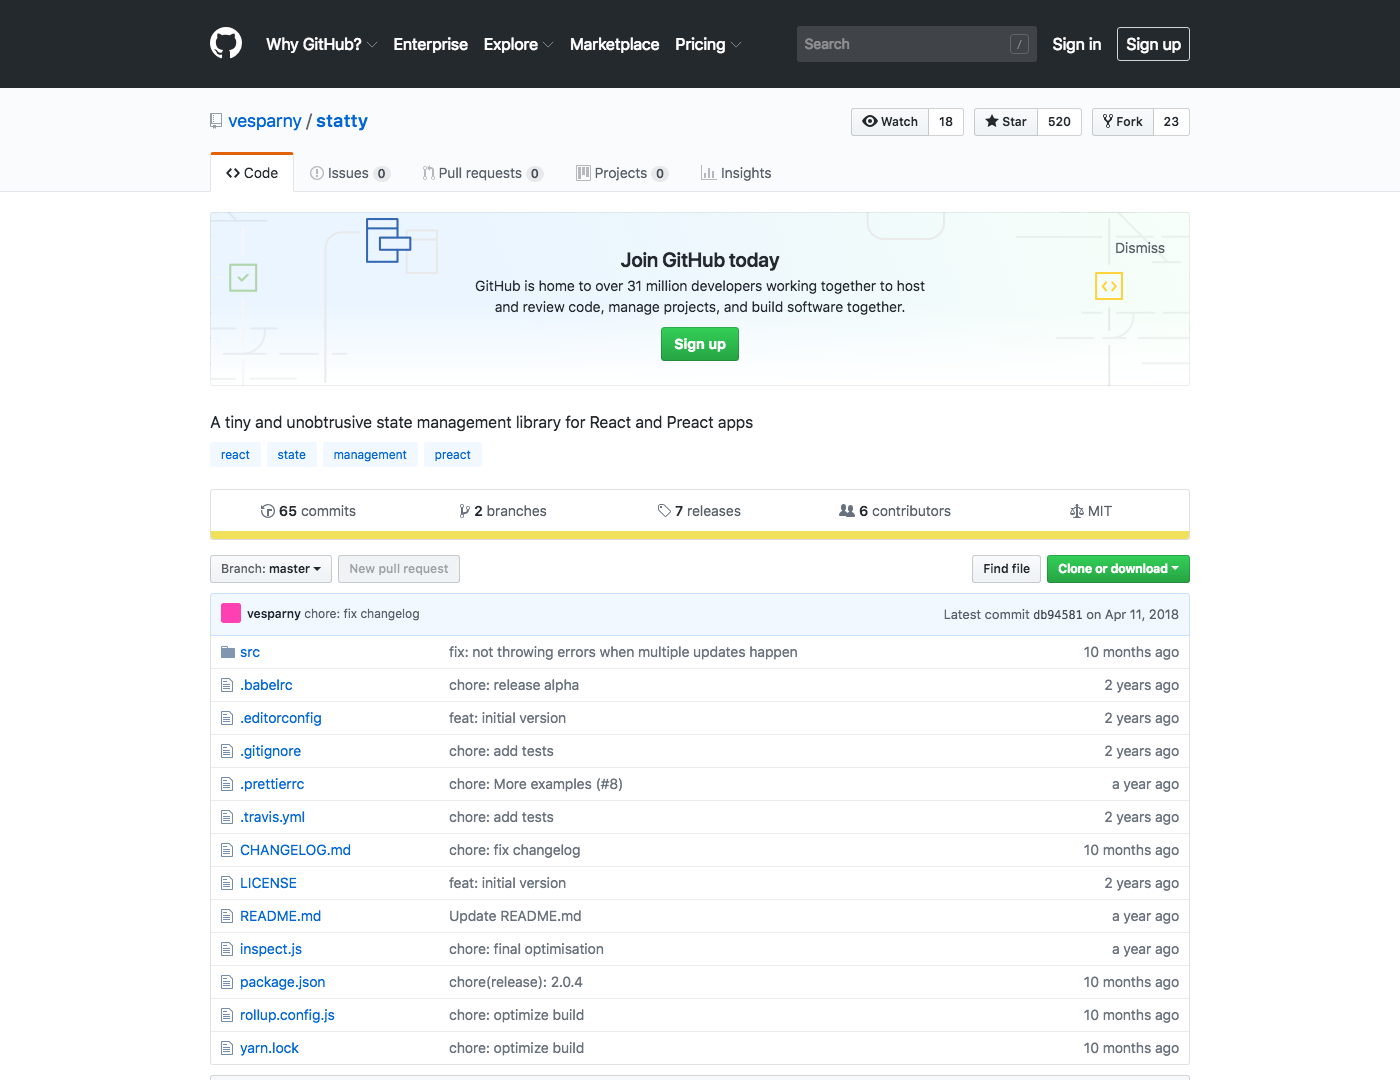 Why GitHub? Enterprise Explore Marketplace Pricing Search / Sign in Sign up
vesparny / statty Watch 18 Star 520 Fork 23
Code Issues 0 Pull requests 0 Projects 0 Insights
Dismiss
Join GitHub today
GitHub is home to over 31 million developers working together to host
and review code, manage projects, and build software together.
Sign up
A tiny and unobtrusive state management library for React and Preact apps
react state management preact
65 commits 2 branches 7 releases 6 contributors MIT
Branch: master New pull request Find file Clone or download
vesparny chore: fix changelog Latest commit db94581 on Apr 11, 2018
src fix: not throwing errors when multiple updates happen 10 months ago
.babelrc chore: release alpha 2 years ago
.editorconfig feat: initial version 2 years ago
.gitignore chore: add tests 2 years ago
.prettierrc chore: More examples (#8) a year ago
.travis.yml chore: add tests 2 years ago
CHANGELOG.md chore: fix changelog 10 months ago
LICENSE feat: initial version 2 years ago
README.md Update README.md a year ago
inspect.js chore: final optimisation a year ago
package.json chore(release): 2.0.4 10 months ago
rollup.config.js chore: optimize build 10 months ago
yarn.lock chore: optimize build 10 months ago